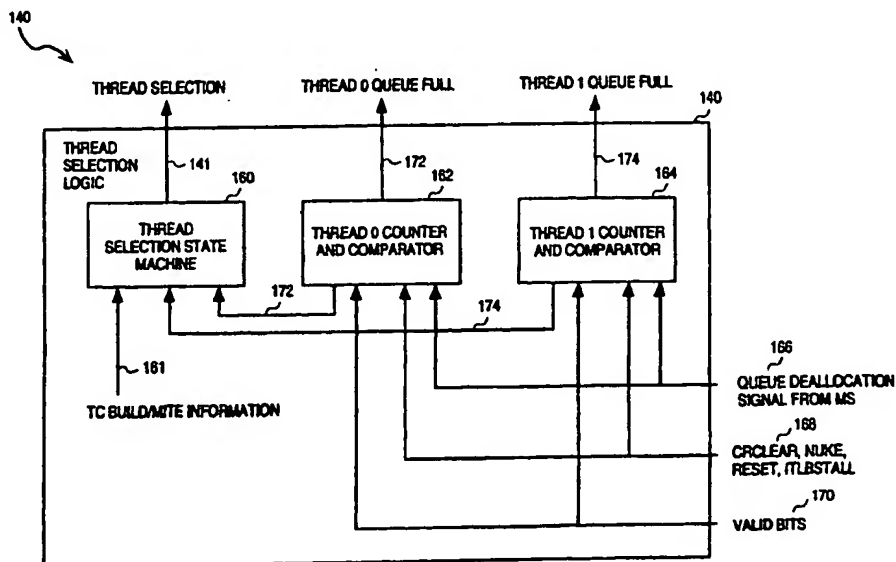 140
THREAD SELECTION
THREAD 0 QUEUE FULL
THREAD 1 QUEUE FULL
140
THREAD
SELECTION
LOGIC
141
160
172
162
174
164
THREAD
SELECTION STATE
MACHINE
THREAD 0 COUNTER
AND COMPARATOR
THREAD 1 COUNTER
AND COMPARATOR
172
174
161
TC BUILD/MITE INFORMATION
166
QUEUE DEALLOCATION
SIGNAL FROM MS
168
CRCLEAR, NUKE,
RESET, ITLBSTALL
170
VALID BITS